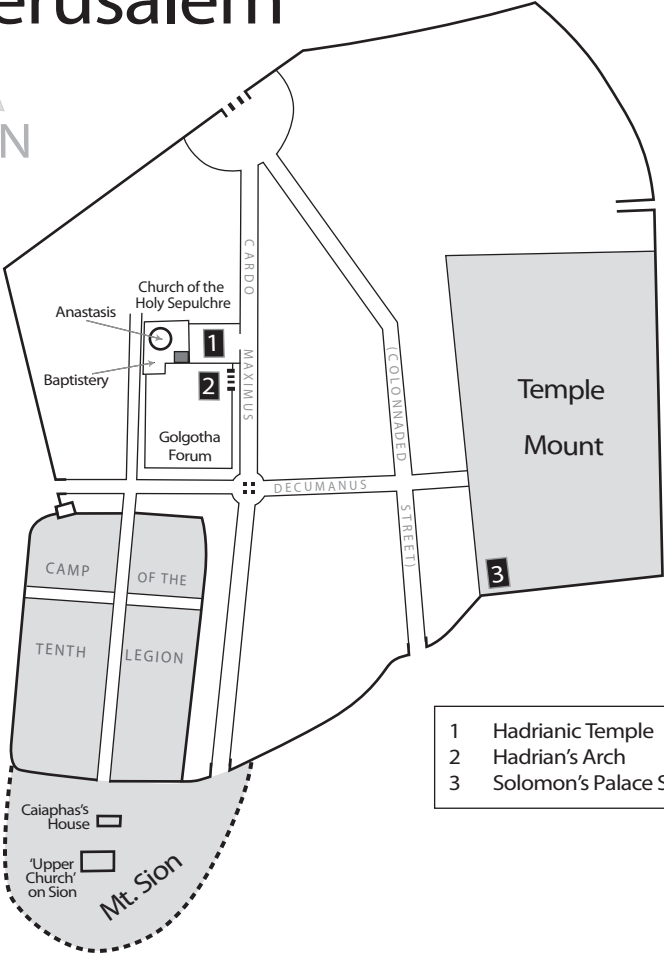 erusalem
A
N
CARDO
MAXIMUS
Church of the
Holy Sepulchre
Anastasis
1
Baptistery
2
Golgotha
Forum
(COLONNADED
STREET)
Temple
Mount
DECUMANUS
3
CAMP
OF THE
TENTH
LEGION
1 Hadrianic Temple
2 Hadrian's Arch
3 Solomon's Palace S
Caiaphas's
House
'Upper
Church'
on Sion
Mt. Sion